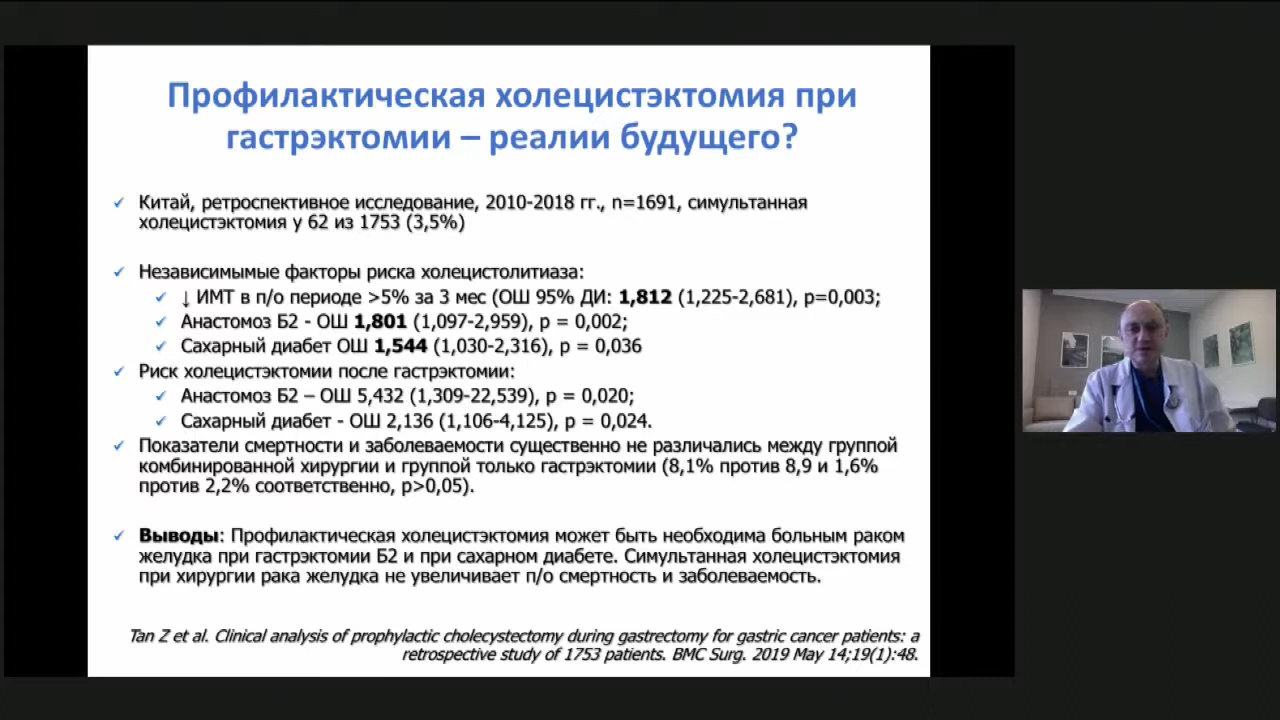 Профилактическая холецистэктомия при
гастрэктомии – реалии будущего?
Китай, ретроспективное исследование, 2010-2018 гг., n=1691, симультанная
холецистэктомия у 62 из 1753 (3,5%)
Независимымые факторы риска холецистолитиаза:
↓ ИМТ в п/о периоде >5% за 3 мес (ОШ 95% ДИ: 1,812 (1,225-2,681), p=0,003;
Анастомоз Б2 - ОШ 1,801 (1,097-2,959), p = 0,002;
Сахарный диабет ОШ 1,544 (1,030-2,316), p = 0,036
Риск холецистэктомии после гастрэктомии:
Анастомоз Б2 – ОШ 5,432 (1,309-22,539), p = 0,020;
Сахарный диабет - ОШ 2,136 (1,106-4,125), p = 0,024.
Показатели смертности и заболеваемости существенно не различались между группой
комбинированной хирургии и группой только гастрэктомии (8,1% против 8,9 и 1,6%
против 2,2% соответственно, p>0,05).
Выводы: Профилактическая холецистэктомия может быть необходима больным раком
желудка при гастрэктомии Б2 и при сахарном диабете. Симультанная холецистэктомия
при хирургии рака желудка не увеличивает п/о смертность и заболеваемость.
Tan Z et al. Clinical analysis of prophylactic cholecystectomy during gastrectomy for gastric cancer patients: a
retrospective study of 1753 patients. BMC Surg. 2019 May 14;19(1):48.